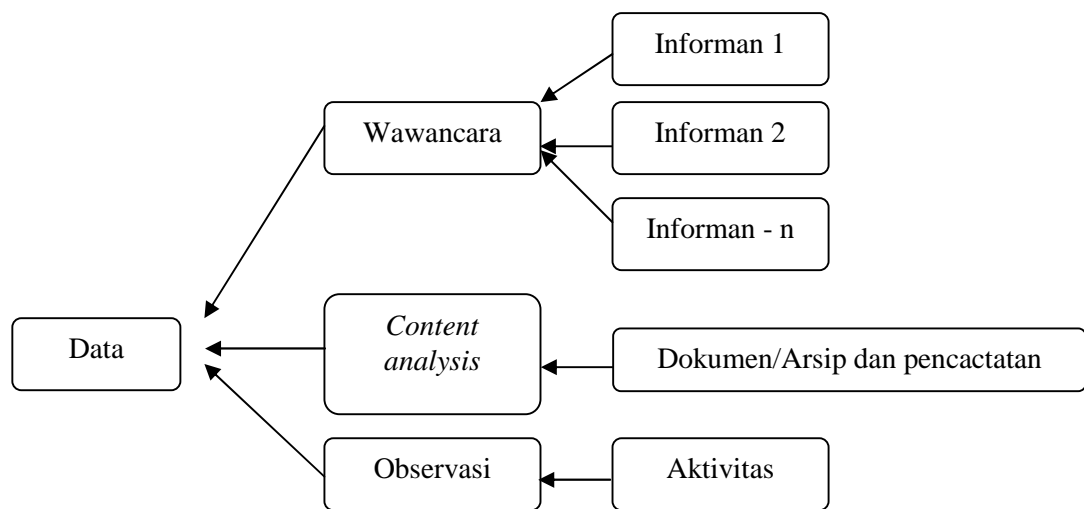 Informan 1
Wawancara
Informan 2
Informan - n
Data
Content
analysis
Dokumen/Arsip dan pencactatan
Observasi
Aktivitas